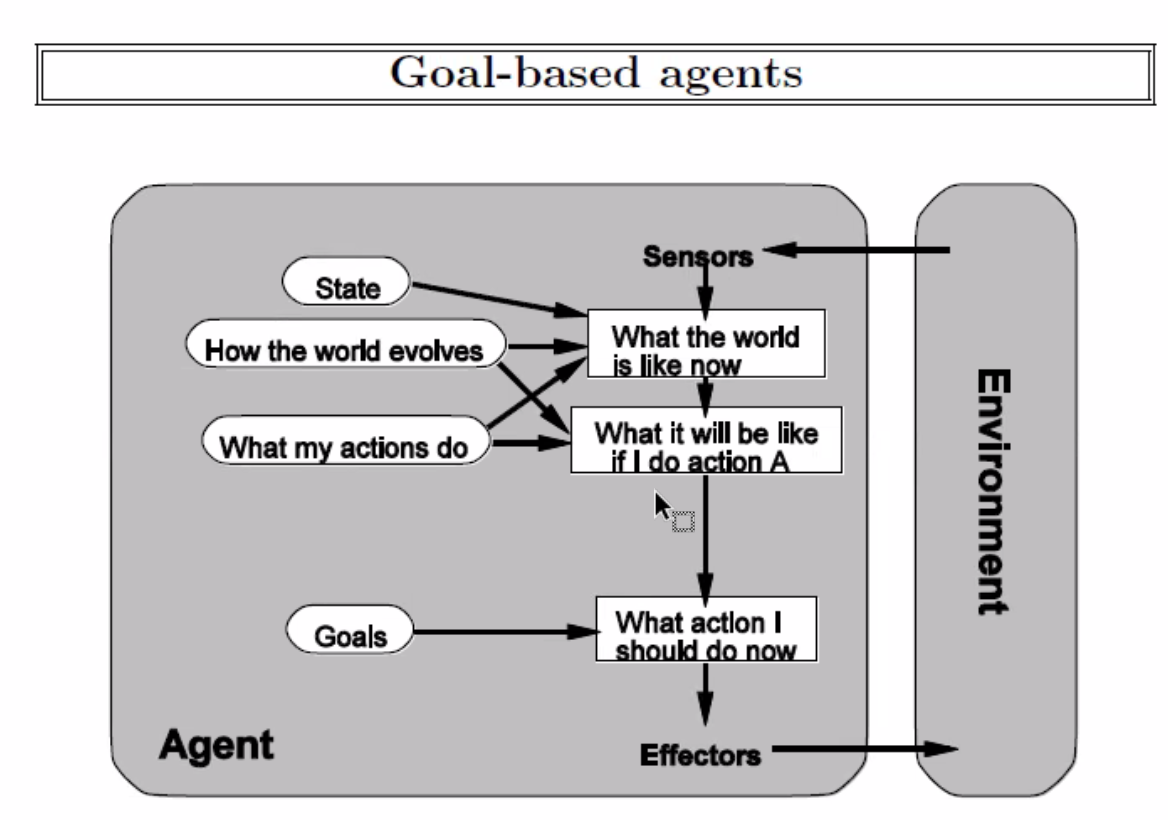 Goal-based agents
Sensors
State
What the world
is like now
How the world evolves
What my actions do
What it will be like
if I do action A
Goals
What action I
should do now
Agent
Effectors
Environment